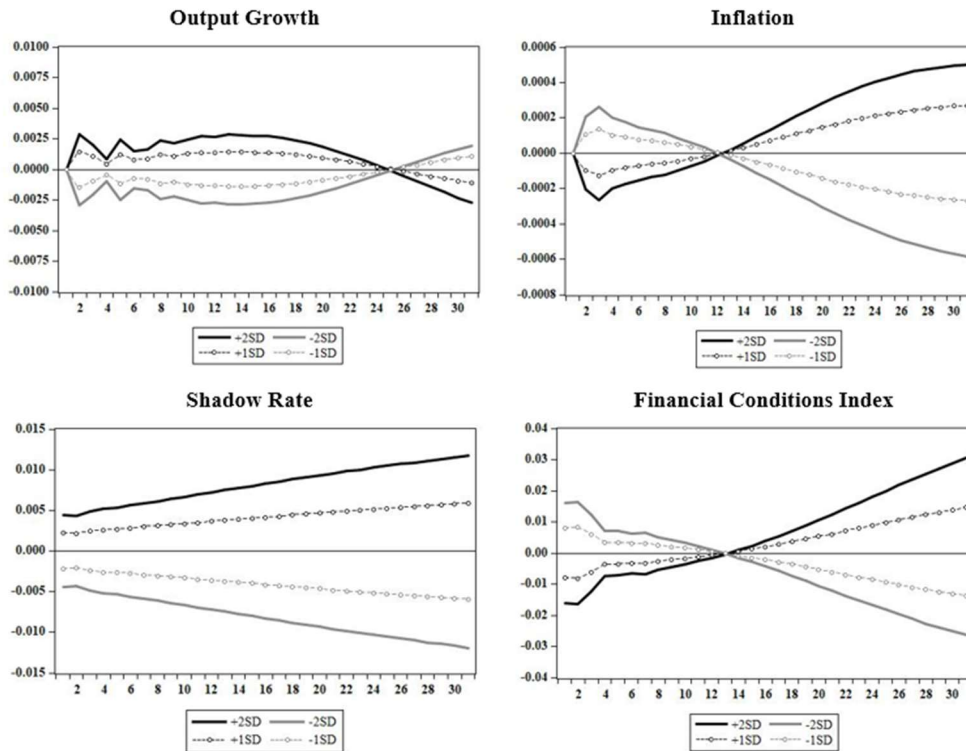 Output Growth
0.0100
0.0075
0.0050
0.0025
0.0000
-0.0025
-0.0050
-0.0075
-0.0100
2 4 6 8 10 12 14 16 18 20 22 24 26 28 30
+2SD -2SD
+1SD -1SD
Inflation
0.0006
0.0004
0.0002
0.0000
-0.0002
-0.0004
-0.0006
-0.0008
2 4 6 8 10 12 14 16 18 20 22 24 26 28 30
+2SD -2SD
+1SD -1SD
Shadow Rate
0.015
0.010
0.005
0.000
-0.005
-0.010
-0.015
2 4 6 8 10 12 14 16 18 20 22 24 26 28 30
+2SD -2SD
+1SD -1SD
Financial Conditions Index
0.04
0.03
0.02
0.01
0.00
-0.01
-0.02
-0.03
-0.04
2 4 6 8 10 12 14 16 18 20 22 24 26 28 30
+2SD -2SD
+1SD -1SD